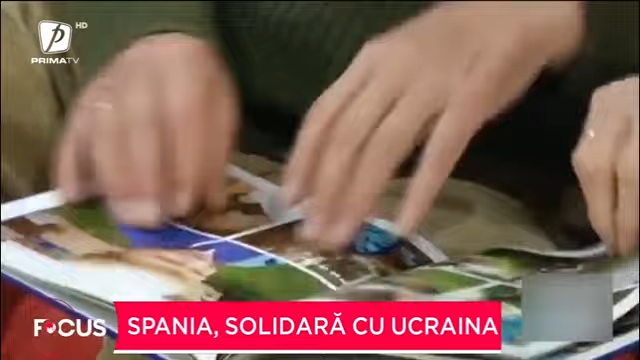 HD
PRIMATV
FOCUS
SPANIA, SOLIDARĂ CU UCRAINA